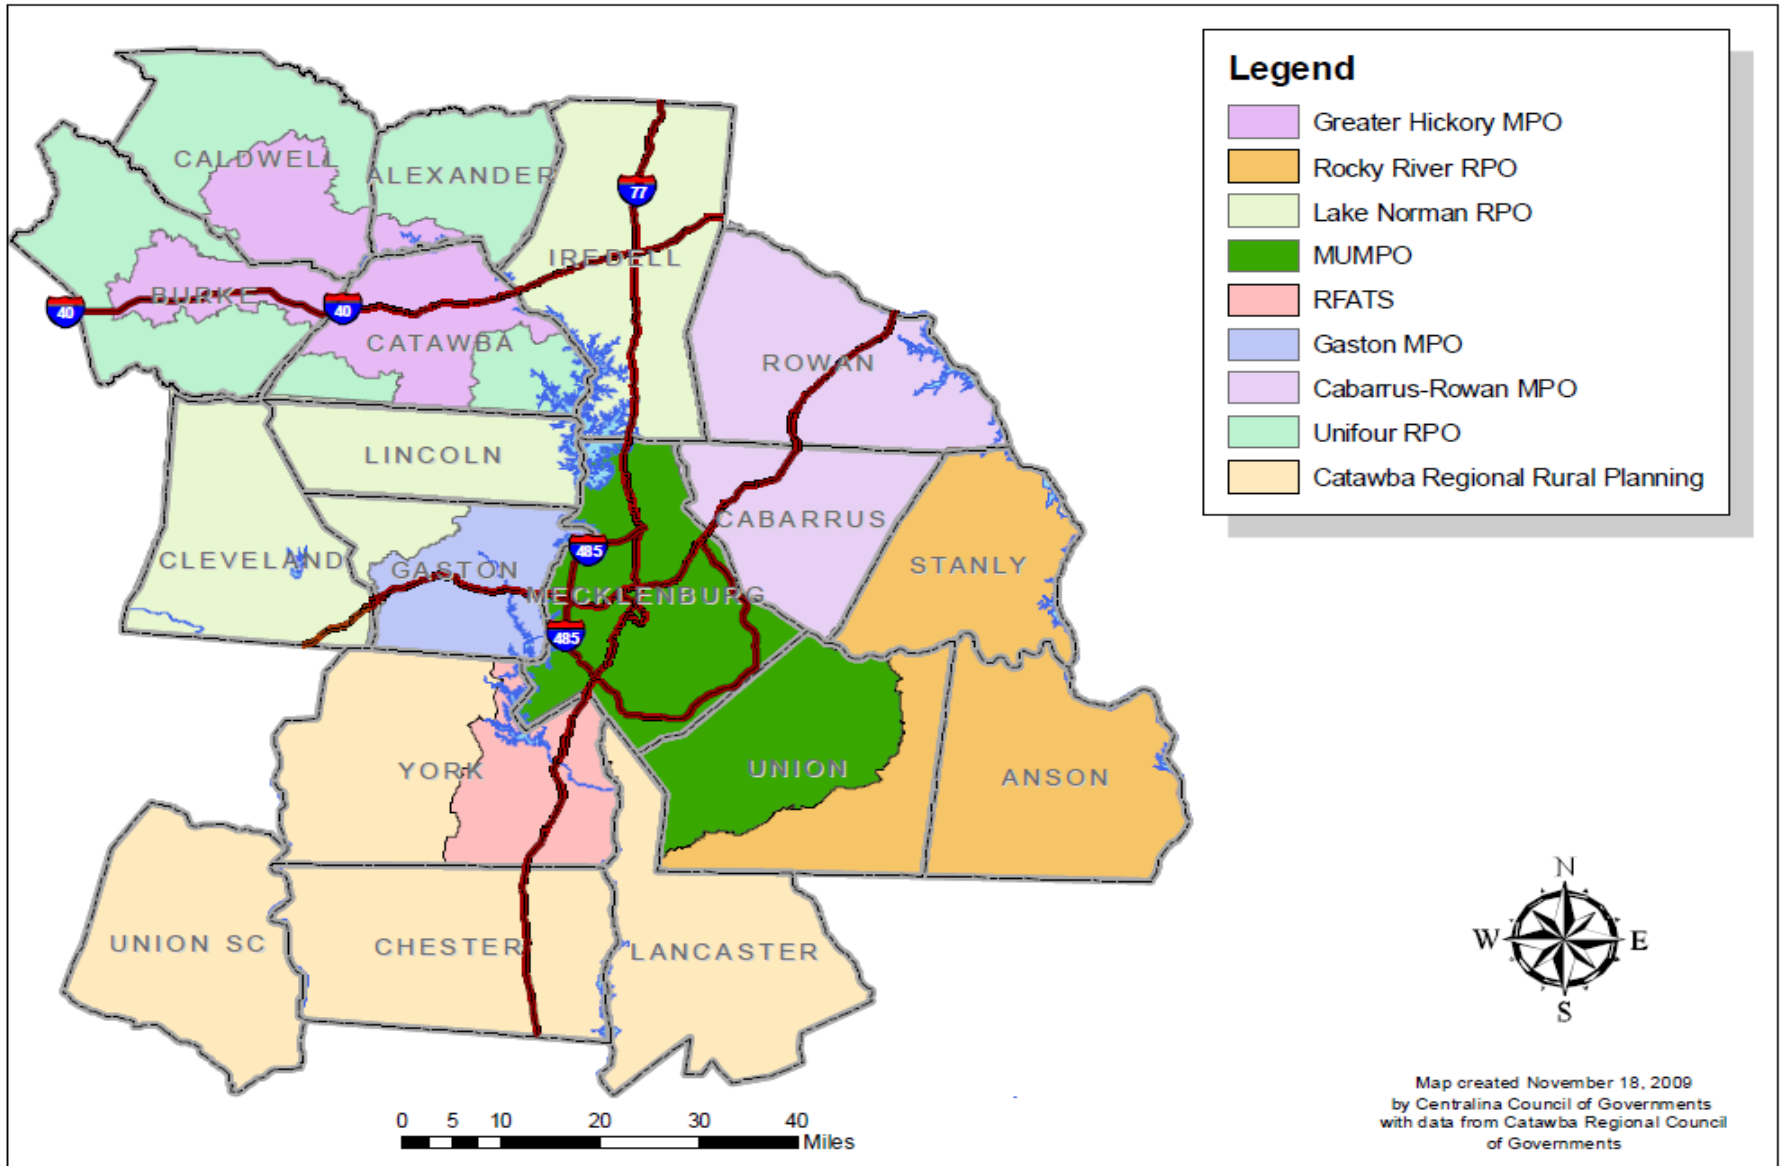 Legend
Greater Hickory MPO
Rocky River RPO
Lake Norman RPO
MUMPO
RFATS
Gaston MPO
Cabarrus-Rowan MPO
Unifour RPO
Catawba Regional Rural Planning
CALDWELL
ALEXANDER
77
IREDELL
BURKE
40
40
CATAWBA
ROWAN
LINCOLN
CABARRUS
485
CLEVELAND
GASTON
STANLY
MECKLENBURG
485
YORK
UNION
ANSON
UNION SC
CHESTER
LANCASTER
N
W E
S
0 5 10 20 30 40
Miles
Map created November 18, 2009
by Centralina Council of Governments
with data from Catawba Regional Council
of Governments